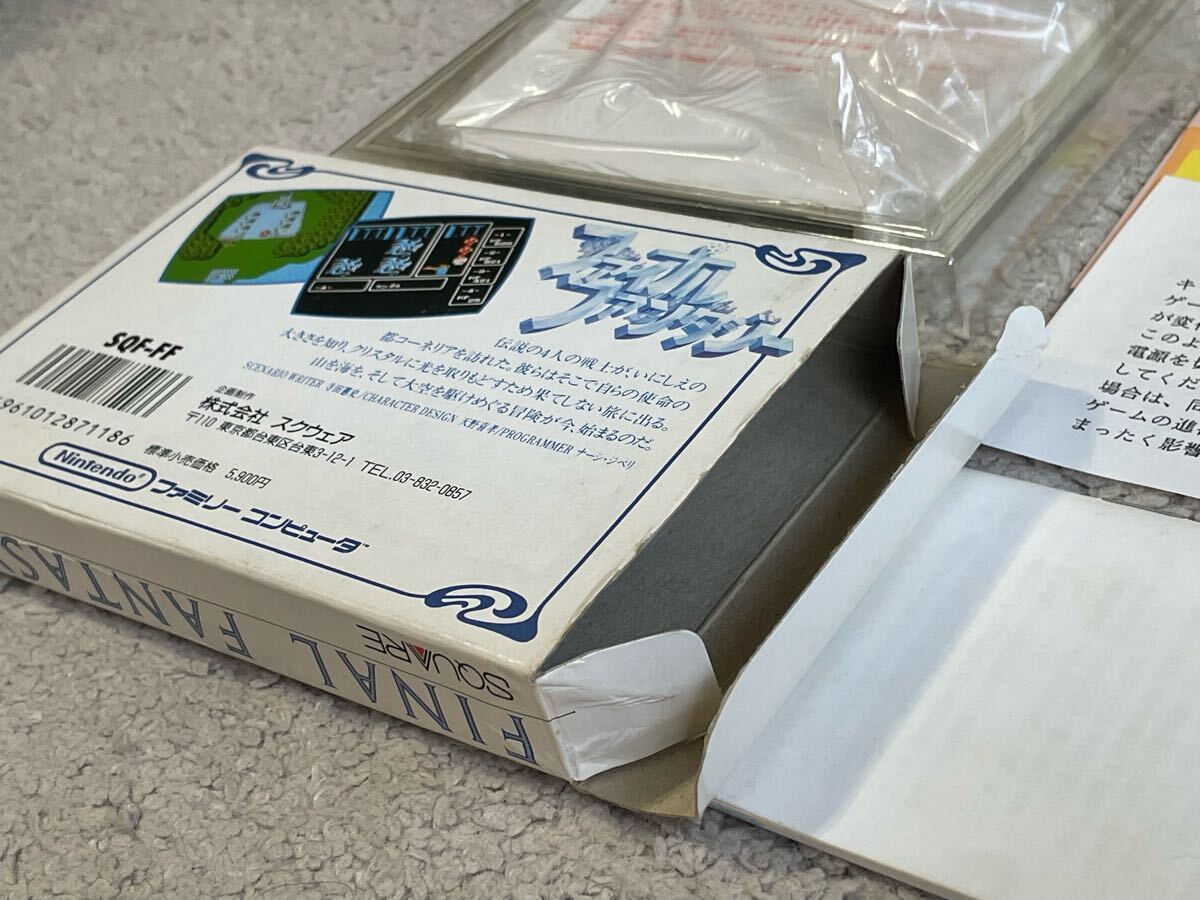 ファイナル
ファンタジー
伝説の4人の戦士が、いにしえの
都コーネリアを訪れた。彼らはそこで自らの使命の
大きさを知り、クリスタルに光を取りもどすため果てしない旅に出る。
山を海を、そして大空を駆けめぐる冒険が今、始まるのだ。
SCENARIO WRITER 寺田憲史/CHARACTER DESIGN 天野喜孝/PROGRAMMER ナーシ・ジベリ
SQF-FF
961012871186
企画制作
株式会社 スクウェア
〒110 東京都台東区台東3-12-1 TEL.03-832-0857
標準小売価格 5,900円
Nintendo ファミリーコンピュータ™
SQUARE
FINAL FANTASY
キ
ゲー
が変
このよ
電源を
してくだ
場合は、
ゲームの進
まったく影響